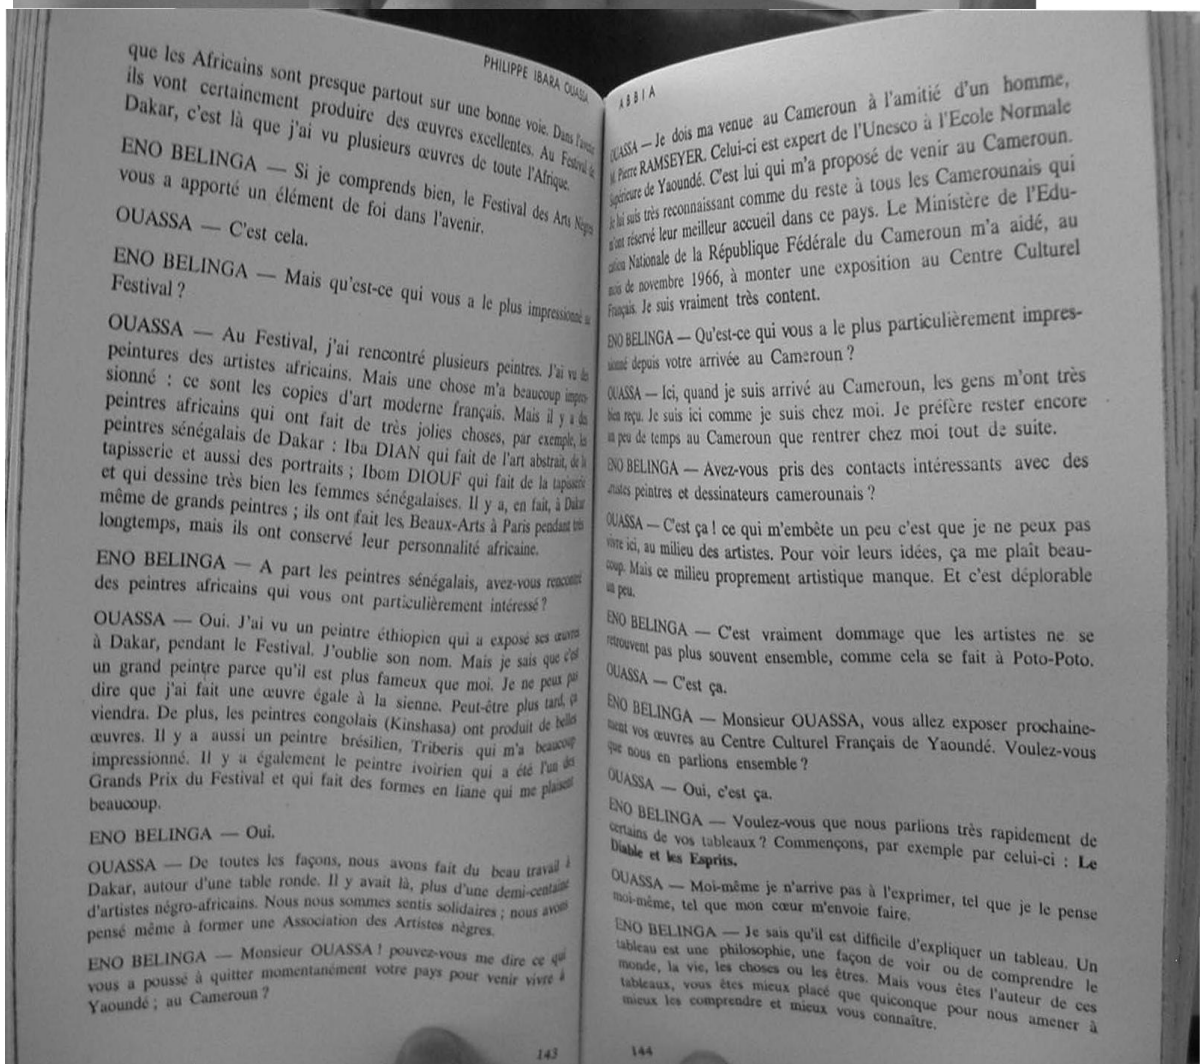 PHILIPPE IBARA OUASSA
que les Africains sont presque partout sur une bonne voie. Dans l'avenir
ils vont certainement produire des œuvres excellentes. Au Festival de
Dakar, c'est là que j'ai vu plusieurs œuvres de toute l'Afrique.
ENO BELINGA — Si je comprends bien, le Festival des Arts Nègres
vous a apporté un élément de foi dans l'avenir.
OUASSA — C'est cela.
ENO BELINGA — Mais qu'est-ce qui vous a le plus impressionné au
Festival ?
OUASSA — Au Festival, j'ai rencontré plusieurs peintres. J'ai vu des
peintures des artistes africains. Mais une chose m'a beaucoup impres-
sionné : ce sont les copies d'art moderne français. Mais il y a des
peintres africains qui ont fait de très jolies choses, par exemple, les
peintres sénégalais de Dakar : Iba DIAN qui fait de l'art abstrait, de la
tapisserie et aussi des portraits ; Ibom DIOUF qui fait de la tapisserie
et qui dessine très bien les femmes sénégalaises. Il y a, en fait, à Dakar
même de grands peintres ; ils ont fait les Beaux-Arts à Paris pendant très
longtemps, mais ils ont conservé leur personnalité africaine.
ENO BELINGA — A part les peintres sénégalais, avez-vous rencontré
des peintres africains qui vous ont particulièrement intéressé ?
OUASSA — Oui. J'ai vu un peintre éthiopien qui a exposé ses œuvres
à Dakar, pendant le Festival. J'oublie son nom. Mais je sais que c'est
un grand peintre parce qu'il est plus fameux que moi. Je ne peux pas
dire que j'ai fait une œuvre égale à la sienne. Peut-être plus tard, ça
viendra. De plus, les peintres congolais (Kinshasa) ont produit de belles
œuvres. Il y a aussi un peintre brésilien, Triberis qui m'a beaucoup
impressionné. Il y a également le peintre ivoirien qui a été l'un des
Grands Prix du Festival et qui fait des formes en liane qui me plaisent
beaucoup.
ENO BELINGA — Oui.
OUASSA — De toutes les façons, nous avons fait du beau travail à
Dakar, autour d'une table ronde. Il y avait là, plus d'une demi-centaine
d'artistes négro-africains. Nous nous sommes sentis solidaires ; nous avons
pensé même à former une Association des Artistes nègres.
ENO BELINGA — Monsieur OUASSA ! pouvez-vous me dire ce qui
vous a poussé à quitter momentanément votre pays pour venir vivre à
Yaoundé ; au Cameroun ?
143
ABBIA
OUASSA — Je dois ma venue au Cameroun à l'amitié d'un homme,
M. Pierre RAMSEYER. Celui-ci est expert de l'Unesco à l'Ecole Normale
Supérieure de Yaoundé. C'est lui qui m'a proposé de venir au Cameroun.
Je lui suis très reconnaissant comme du reste à tous les Camerounais qui
m'ont réservé leur meilleur accueil dans ce pays. Le Ministère de l'Edu-
cation Nationale de la République Fédérale du Cameroun m'a aidé, au
mois de novembre 1966, à monter une exposition au Centre Culturel
Français. Je suis vraiment très content.
ENO BELINGA — Qu'est-ce qui vous a le plus particulièrement impres-
sionné depuis votre arrivée au Cameroun ?
OUASSA — Ici, quand je suis arrivé au Cameroun, les gens m'ont très
bien reçu. Je suis ici comme je suis chez moi. Je préfère rester encore
un peu de temps au Cameroun que rentrer chez moi tout de suite.
ENO BELINGA — Avez-vous pris des contacts intéressants avec des
artistes peintres et dessinateurs camerounais ?
OUASSA — C'est ça ! ce qui m'embête un peu c'est que je ne peux pas
vivre ici, au milieu des artistes. Pour voir leurs idées, ça me plaît beau-
coup. Mais ce milieu proprement artistique manque. Et c'est déplorable
un peu.
ENO BELINGA — C'est vraiment dommage que les artistes ne se
retrouvent pas plus souvent ensemble, comme cela se fait à Poto-Poto.
OUASSA — C'est ça.
ENO BELINGA — Monsieur OUASSA, vous allez exposer prochaine-
ment vos œuvres au Centre Culturel Français de Yaoundé. Voulez-vous
que nous en parlions ensemble ?
OUASSA — Oui, c'est ça.
ENO BELINGA — Voulez-vous que nous parlions très rapidement de
certains de vos tableaux ? Commençons, par exemple par celui-ci : Le
Diable et les Esprits.
OUASSA — Moi-même je n'arrive pas à l'exprimer, tel que je le pense
moi-même, tel que mon cœur m'envoie faire.
ENO BELINGA — Je sais qu'il est difficile d'expliquer un tableau. Un
tableau est une philosophie, une façon de voir ou de comprendre le
monde, la vie, les choses ou les êtres. Mais vous êtes l'auteur de ces
tableaux, vous êtes mieux placé que quiconque pour nous amener à
mieux les comprendre et mieux vous connaître.
144